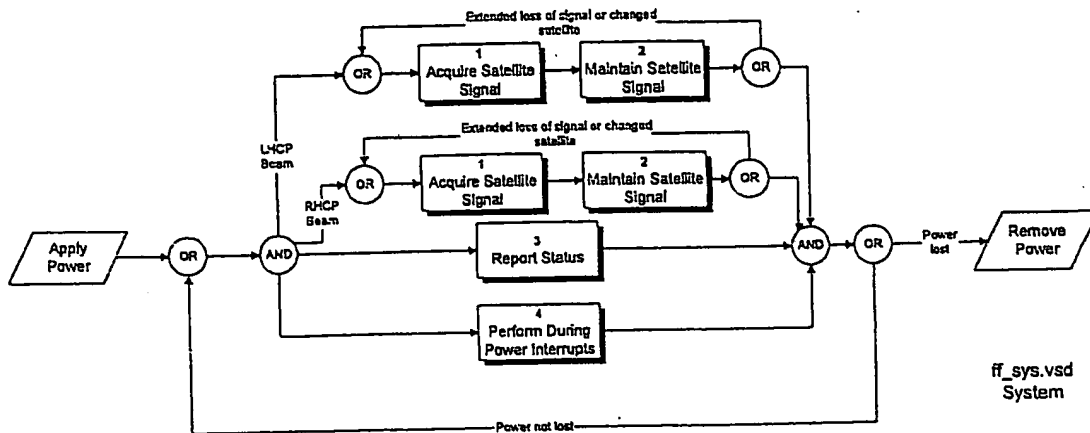 Extended loss of signal or changed
satellite
OR
1
Acquire Satellite
Signal
2
Maintain Satellite
Signal
OR
LHCP
Beam
Extended loss of signal or changed
satellite
RHCP
Beam
OR
1
Acquire Satellite
Signal
2
Maintain Satellite
Signal
OR
Apply
Power
OR
AND
3
Report Status
AND
OR
Power
lost
Remove
Power
4
Perform During
Power Interrupts
ff_sys.vsd
System
Power not lost